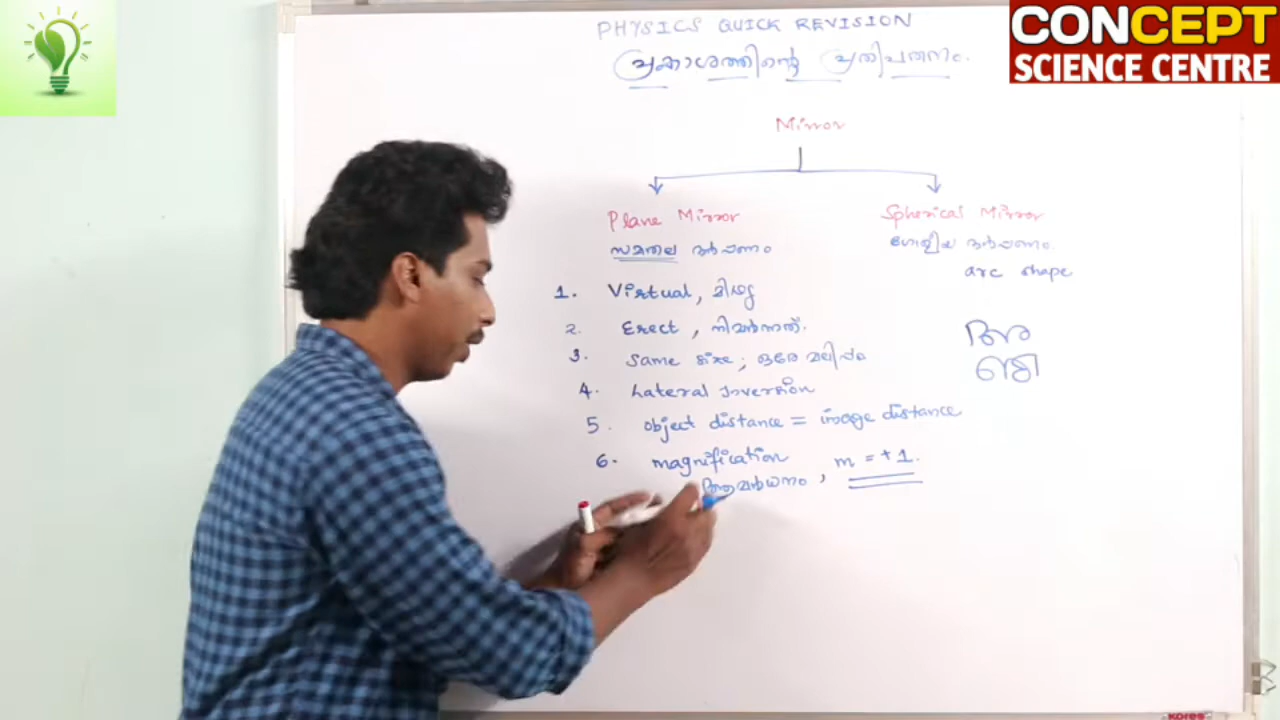 CONCEPT
SCIENCE CENTRE
PHYSICS QUICK REVISION
പ്രകാശത്തിന്റെ പ്രതിപതനം.
Mirror
Plane Mirror
സമതല ദർപ്പണം
Spherical Mirror
ഗോളീയ ദർപ്പണം.
arc shape
1. Virtual, മിഥ്യ
2. Erect, നിവർന്നത്.
3. Same Size; ഒരേ വലിപ്പം
4. Lateral Inversion
5. object distance = image distance
6. magnification
ആവർധനം, m = +1.
Kores